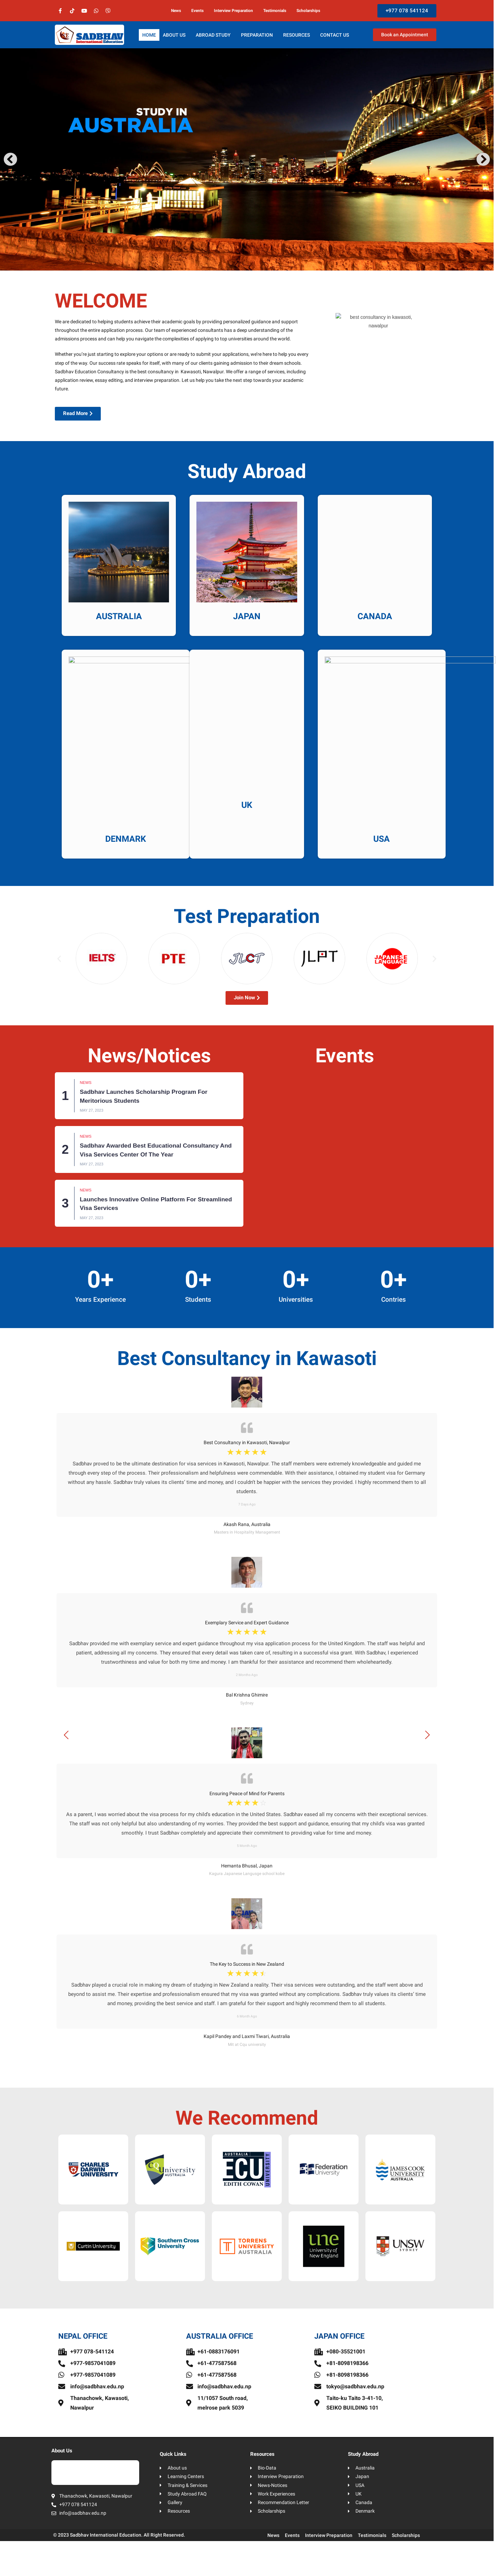 News Events Interview Preparation Testimonials Scholarships
+977 078 541124
SADBHAV
International Education
HOME ABOUT US ABROAD STUDY PREPARATION RESOURCES CONTACT US
Book an Appointment
STUDY IN
AUSTRALIA
WELCOME
We are dedicated to helping students achieve their academic goals by providing personalized guidance and support
throughout the entire application process. Our team of experienced consultants has a deep understanding of the
admissions process and can help you navigate the complexities of applying to top universities around the world.
Whether you're just starting to explore your options or are ready to submit your applications, we're here to help you every
step of the way. Our success rate speaks for itself, with many of our clients gaining admission to their dream schools.
Sadbhav Education Consultancy is the best consultancy in Kawasoti, Nawalpur. We offer a range of services, including
application review, essay editing, and interview preparation. Let us help you take the next step towards your academic
future.
best consultancy in kawasoti,
nawalpur
Read More
Study Abroad
AUSTRALIA
JAPAN
CANADA
DENMARK
UK
USA
Test Preparation
IELTS
PTE
JLCT
JLPT
JAPANESE
LANGUAGE
Join Now
News/Notices
1
NEWS
Sadbhav Launches Scholarship Program For
Meritorious Students
MAY 27, 2023
2
NEWS
Sadbhav Awarded Best Educational Consultancy And
Visa Services Center Of The Year
MAY 27, 2023
3
NEWS
Launches Innovative Online Platform For Streamlined
Visa Services
MAY 27, 2023
Events
0+
Years Experience
0+
Students
0+
Universities
0+
Contries
Best Consultancy in Kawasoti
Best Consultancy in Kawasoti, Nawalpur
Sadbhav proved to be the ultimate destination for visa services in Kawasoti, Nawalpur. The staff members were extremely knowledgeable and guided me
through every step of the process. Their professionalism and helpfulness were commendable. With their assistance, I obtained my student visa for Germany
without any hassle. Sadbhav truly values its clients' time and money, and I couldn't be happier with the services they provided. I highly recommend them to all
students.
Akash Rana, Australia
Masters in Hospitality Management
Exemplary Service and Expert Guidance
Sadbhav provided me with exemplary service and expert guidance throughout my visa application process for the United Kingdom. The staff was helpful and
patient, addressing all my concerns. They ensured that every detail was taken care of, resulting in a successful visa grant. With Sadbhav, I experienced
trustworthiness and value for both my time and money. I am thankful for their assistance and recommend them wholeheartedly.
Bal Krishna Ghimire
Sydney
Ensuring Peace of Mind for Parents
As a parent, I was worried about the visa process for my child's education in the United States. Sadbhav eased all my concerns with their exceptional services.
The staff was not only helpful but also understanding of my worries. They provided the best support and guidance, ensuring that my child's visa was granted
smoothly. I trust Sadbhav completely and appreciate their commitment to providing value for time and money.
Hemanta Bhusal, Japan
The Key to Success in New Zealand
Sadbhav played a crucial role in making my dream of studying in New Zealand a reality. Their visa services were outstanding, and the staff went above and
beyond to assist me. Their expertise and professionalism ensured that my visa was granted without any complications. Sadbhav truly values its clients' time
and money, providing the best service and staff. I am grateful for their support and highly recommend them to all students.
Kapil Pandey and Laxmi Tiwari, Australia
We Recommend
CHARLES
DARWIN
UNIVERSITY
AUSTRALIA
CQUniversity
AUSTRALIA
AUSTRALIA
ECU
EDITH COWAN
UNIVERSITY
Federation
University
JAMES COOK
UNIVERSITY
AUSTRALIA
Curtin University
Southern Cross
University
TORRENS
UNIVERSITY
AUSTRALIA
une
University of
New England
UNSW
SYDNEY
NEPAL OFFICE
+977 078-541124
+977-9857041089
+977-9857041089
info@sadbhav.edu.np
Thanachowk, Kawasoti,
Nawalpur
AUSTRALIA OFFICE
+61-0883176091
+61-477587568
+61-477587568
info@sadbhav.edu.np
11/1057 South road,
melrose park 5039
JAPAN OFFICE
+080-35521001
+81-8098198366
+81-8098198366
tokyo@sadbhav.edu.np
Taito-ku Taito 3-41-10,
SEIKO BUILDING 101
About Us
Thanachowk, Kawasoti, Nawalpur
+977 078 541124
info@sadbhav.edu.np
Quick Links
About us
Learning Centers
Training & Services
Study Abroad FAQ
Gallery
Resources
Resources
Bio-Data
Interview Preparation
News-Notices
Work Experiences
Recommendation Letter
Scholarships
Study Abroad
Australia
Japan
USA
UK
Canada
Denmark
© 2023 Sadbhav International Education. All Right Reserved.
News Events Interview Preparation Testimonials Scholarships